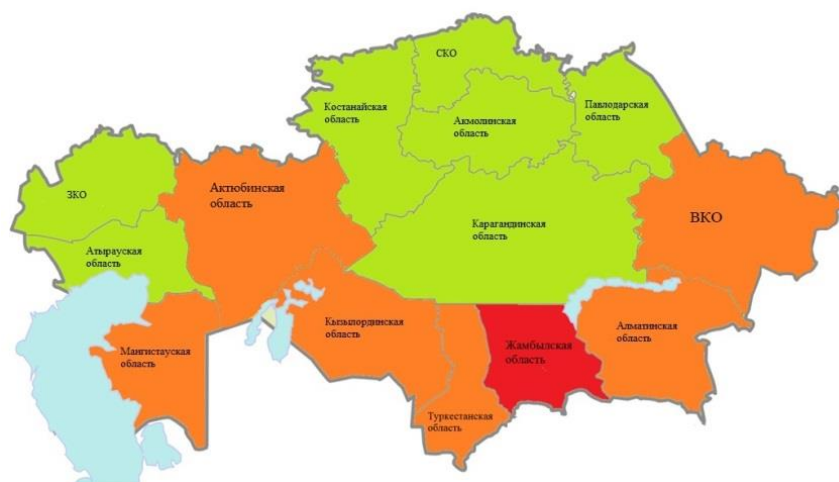 СКО
Костанайская
область
Павлодарская
область
Акмолинская
область
ЗКО
Актюбинская
область
ВКО
Карагандинская
область
Атырауская
область
Кызылординская
область
Жамбылская
область
Алматинская
область
Мангистауская
область
Туркестанская
область